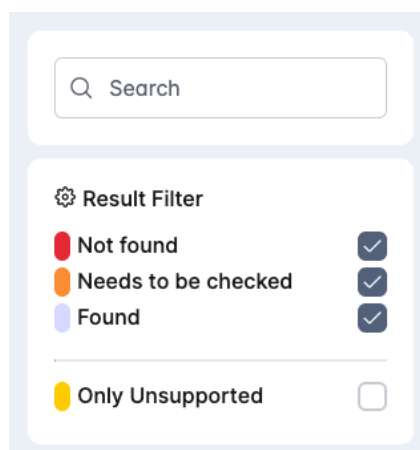 Search
Result Filter
Not found
Needs to be checked
Found
Only Unsupported